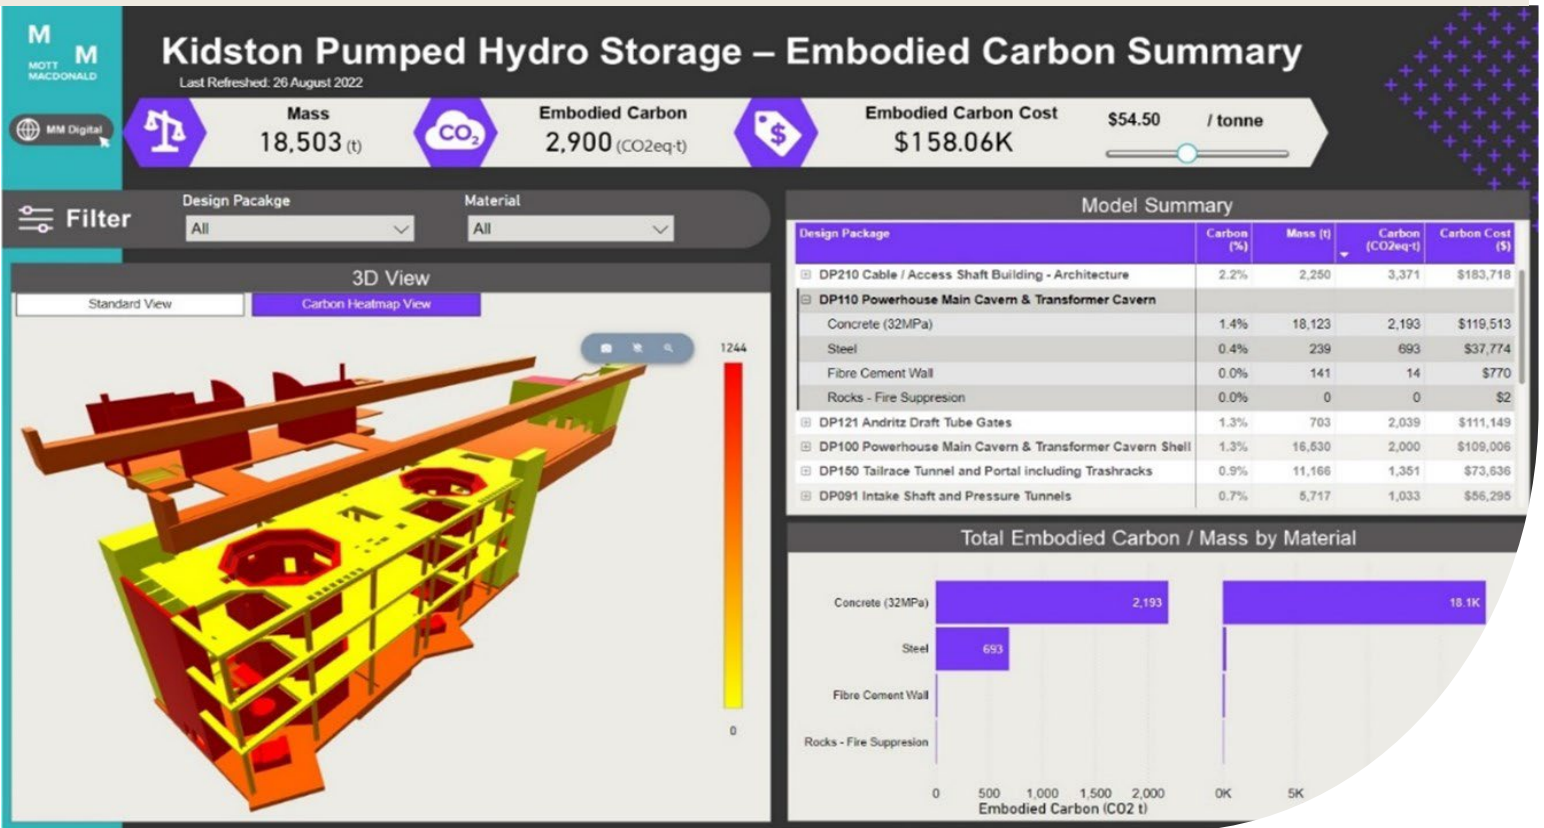 M
M
MOTT
MACDONALD
MM Digital
Kidston Pumped Hydro Storage – Embodied Carbon Summary
Last Refreshed: 26 August 2022
Mass
18,503 (t)
CO2
Embodied Carbon
2,900 (CO2eq-t)
$
Embodied Carbon Cost
$158.06K
$54.50 / tonne
Filter
Design Pacakge
All
Material
All
3D View
Standard View
Carbon Heatmap View
1244
0
Model Summary
Design Package Carbon (%) Mass (t) Carbon (CO2eq-t) Carbon Cost ($)
DP210 Cable / Access Shaft Building - Architecture 2.2% 2,250 3,371 $183,718
DP110 Powerhouse Main Cavern & Transformer Cavern
Concrete (32MPa) 1.4% 18,123 2,193 $119,513
Steel 0.4% 239 693 $37,774
Fibre Cement Wall 0.0% 141 14 $770
Rocks - Fire Suppresion 0.0% 0 0 $2
DP121 Andritz Draft Tube Gates 1.3% 703 2,039 $111,149
DP100 Powerhouse Main Cavern & Transformer Cavern Shell 1.3% 16,530 2,000 $109,006
DP150 Tailrace Tunnel and Portal including Trashracks 0.9% 11,166 1,351 $73,636
DP091 Intake Shaft and Pressure Tunnels 0.7% 5,717 1,033 $56,295
Total Embodied Carbon / Mass by Material
Concrete (32MPa) 2,193 18.1K
Steel 693
Fibre Cement Wall
Rocks - Fire Suppresion
0 500 1,000 1,500 2,000 0K 5K
Embodied Carbon (CO2 t)